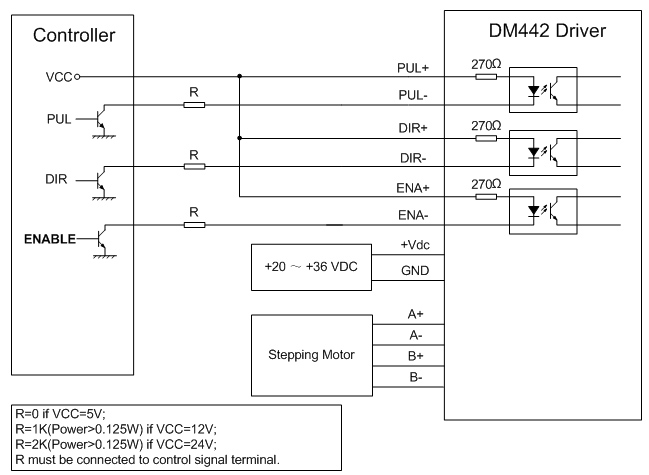 Controller
DM442 Driver
VCC
PUL+
270Ω
R
PUL-
PUL
DIR+
270Ω
R
DIR-
DIR
ENA+
270Ω
R
ENA-
ENABLE
+Vdc
+20 ～ +36 VDC
GND
A+
A-
Stepping Motor
B+
B-
R=0 if VCC=5V;
R=1K(Power>0.125W) if VCC=12V;
R=2K(Power>0.125W) if VCC=24V;
R must be connected to control signal terminal.